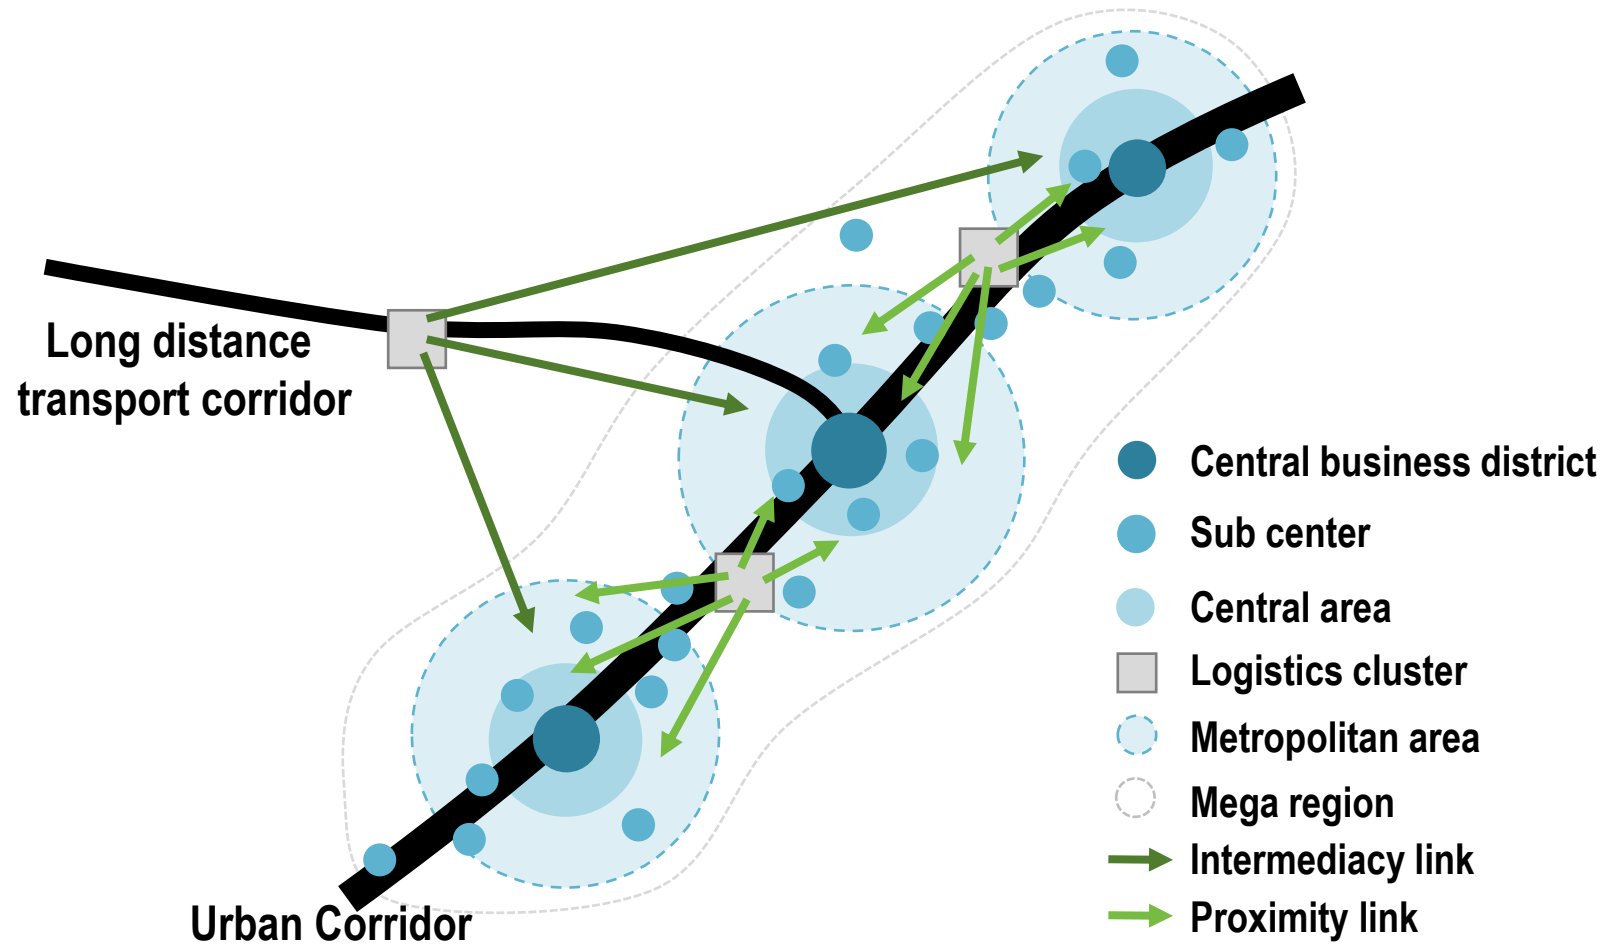 Long distance
transport corridor
Central business district
Sub center
Central area
Logistics cluster
Metropolitan area
Mega region
Intermediacy link
Proximity link
Urban Corridor